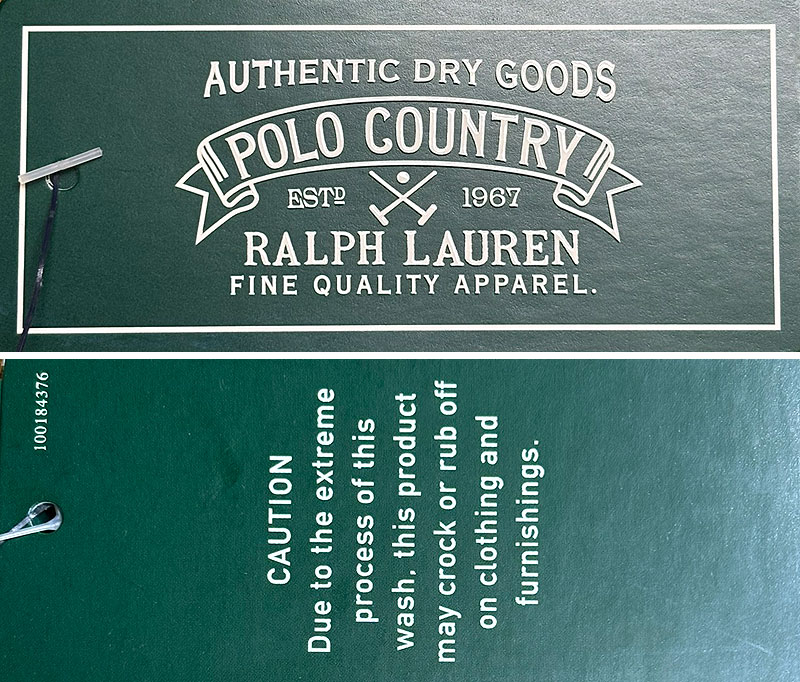 AUTHENTIC DRY GOODS
POLO COUNTRY
ESTD 1967
RALPH LAUREN
FINE QUALITY APPAREL.
100184376
CAUTION
Due to the extreme
process of this
wash, this product
may crock or rub off
on clothing and
furnishings.